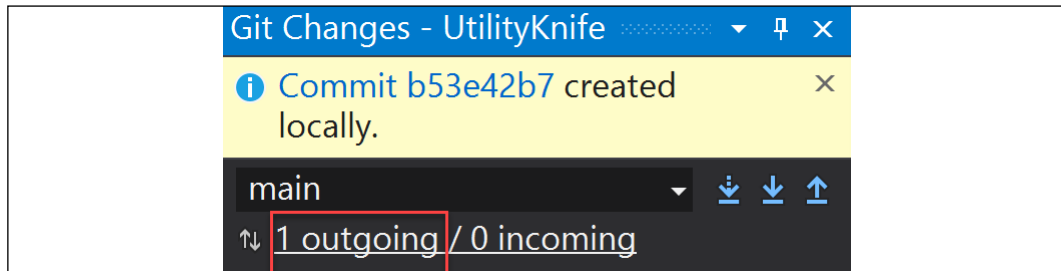 Git Changes - UtilityKnife
Commit b53e42b7 created
locally.
main
1 outgoing / 0 incoming